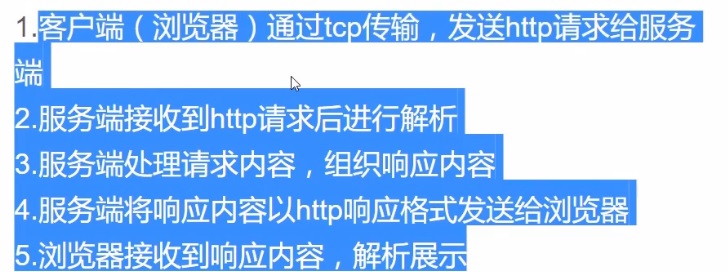 1.客户端（浏览器）通过tcp传输，发送http请求给服务
端
2.服务端接收到http请求后进行解析
3.服务端处理请求内容，组织响应内容
4.服务端将响应内容以http响应格式发送给浏览器
5.浏览器接收到响应内容，解析展示